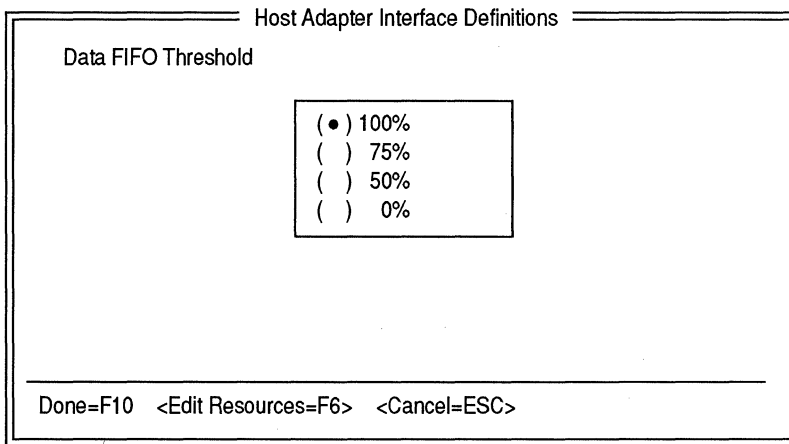 Host Adapter Interface Definitions
Data FIFO Threshold
(●) 100%
( ) 75%
( ) 50%
( ) 0%
Done=F10 <Edit Resources=F6> <Cancel=ESC>